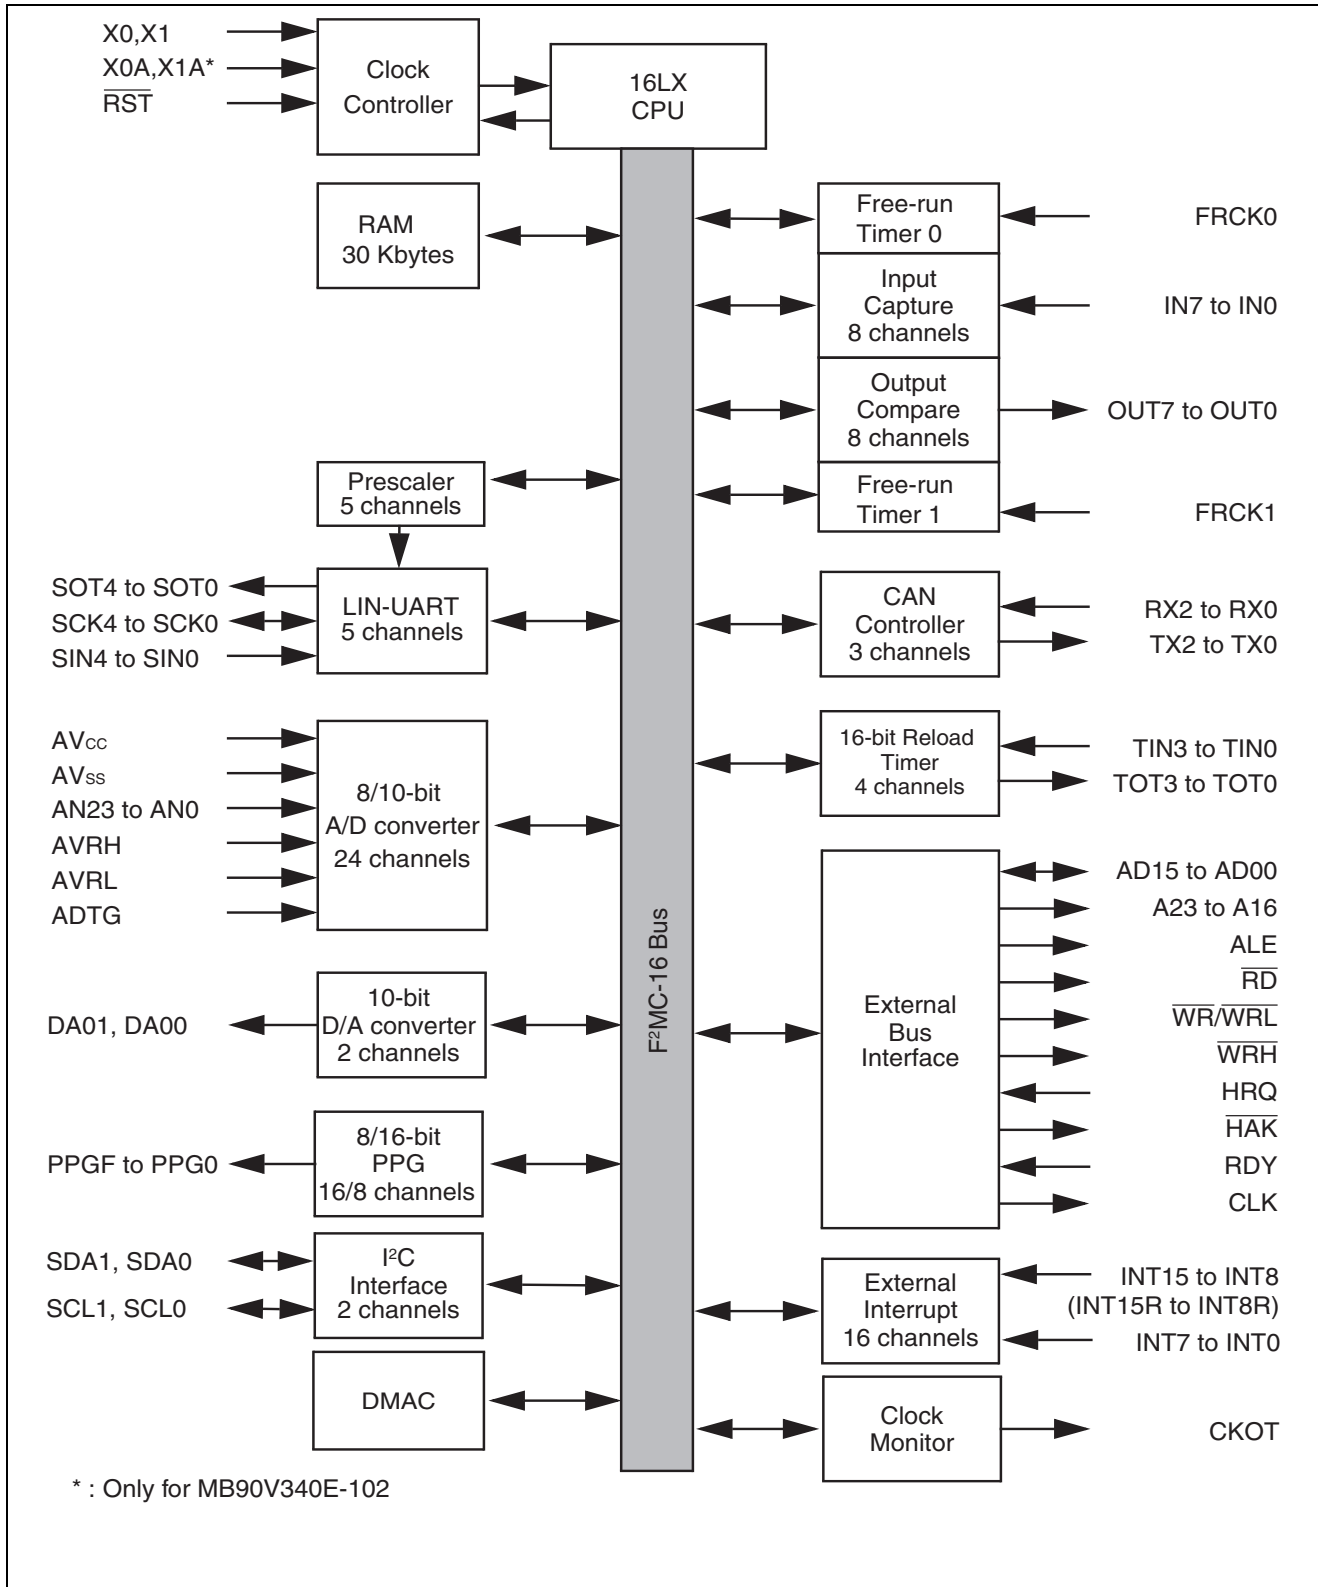 X0,X1
X0A,X1A*
R̅S̅T̅
Clock
Controller
16LX
CPU
RAM
30 Kbytes
Free-run
Timer 0
FRCK0
Input
Capture
8 channels
IN7 to IN0
Output
Compare
8 channels
OUT7 to OUT0
Free-run
Timer 1
FRCK1
Prescaler
5 channels
SOT4 to SOT0
SCK4 to SCK0
SIN4 to SIN0
LIN-UART
5 channels
CAN
Controller
3 channels
RX2 to RX0
TX2 to TX0
AVCC
AVSS
AN23 to AN0
AVRH
AVRL
ADTG
8/10-bit
A/D converter
24 channels
16-bit Reload
Timer
4 channels
TIN3 to TIN0
TOT3 to TOT0
F²MC-16 Bus
External
Bus
Interface
AD15 to AD00
A23 to A16
ALE
R̅D̅
W̅R̅/W̅R̅L̅
W̅R̅H̅
HRQ
H̅A̅K̅
RDY
CLK
DA01, DA00
10-bit
D/A converter
2 channels
PPGF to PPG0
8/16-bit
PPG
16/8 channels
SDA1, SDA0
SCL1, SCL0
I²C
Interface
2 channels
External
Interrupt
16 channels
INT15 to INT8
(INT15R to INT8R)
INT7 to INT0
DMAC
Clock
Monitor
CKOT
* : Only for MB90V340E-102